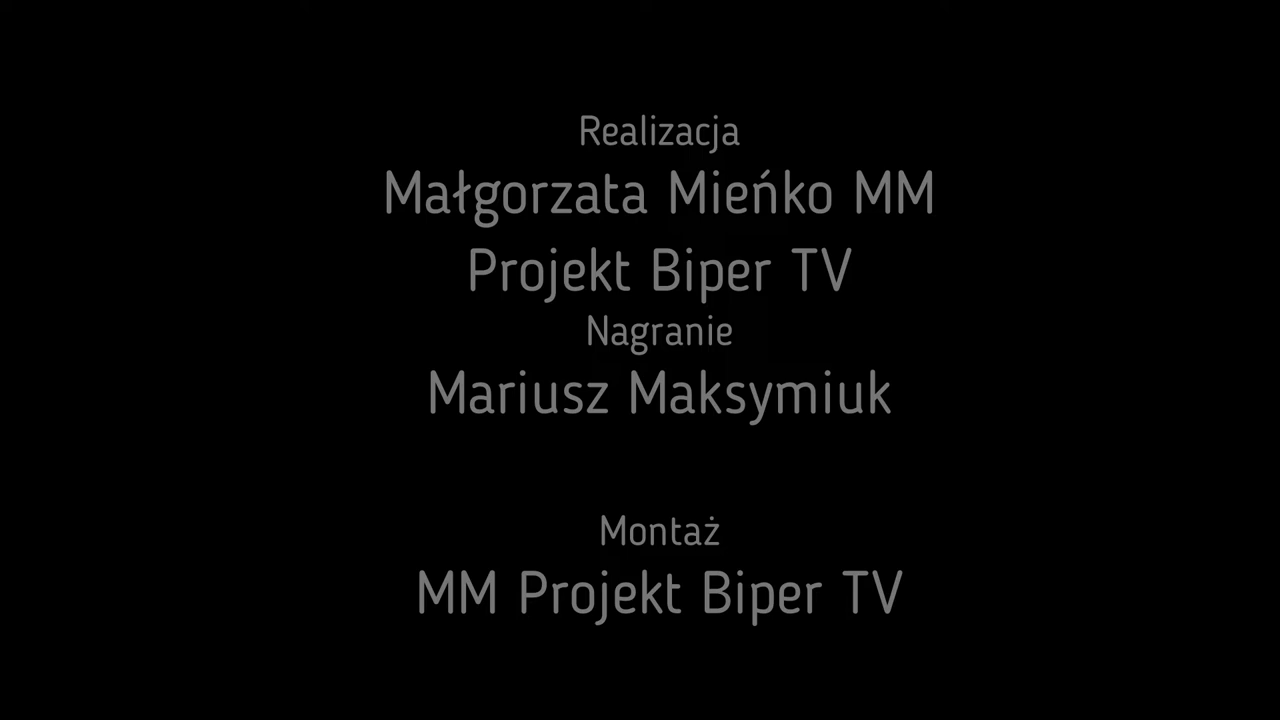 Realizacja
Małgorzata Mieńko MM
Projekt Biper TV
Nagranie
Mariusz Maksymiuk
Montaż
MM Projekt Biper TV